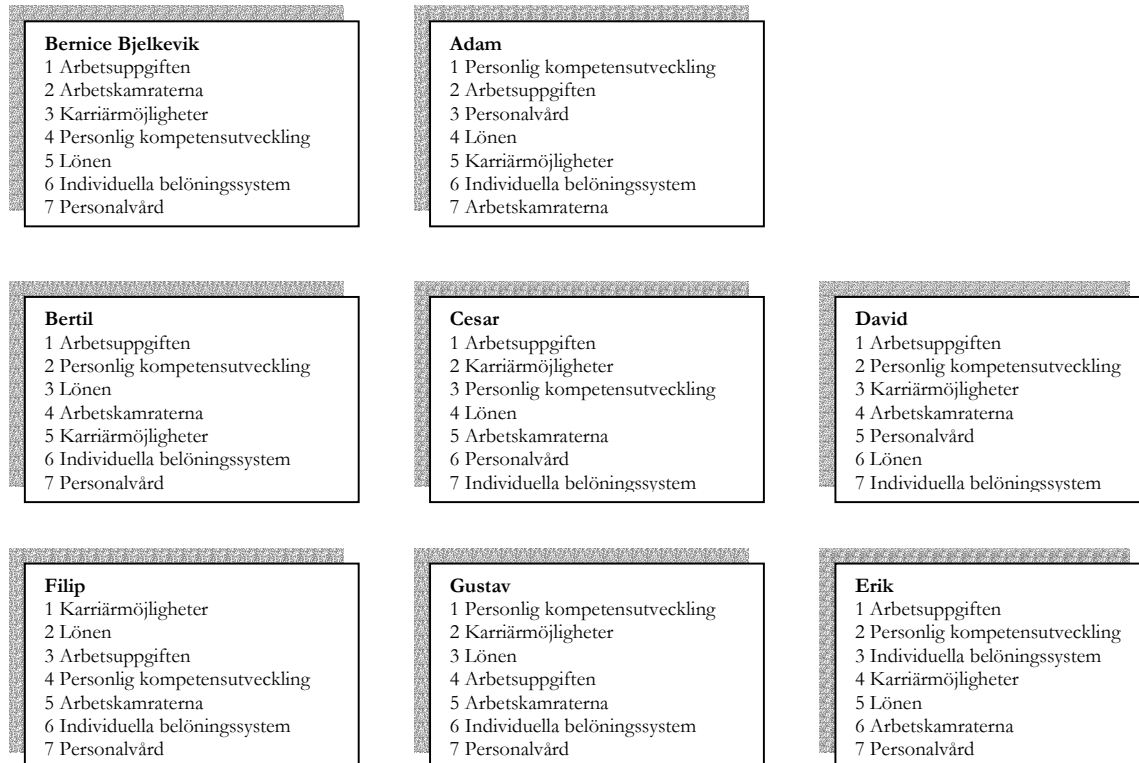 Bernice Bjelkevik
1 Arbetsuppgiften
2 Arbetskamraterna
3 Karriärmöjligheter
4 Personlig kompetensutveckling
5 Lönen
6 Individuella belöningssystem
7 Personalvård
Adam
1 Personlig kompetensutveckling
2 Arbetsuppgiften
3 Personalvård
4 Lönen
5 Karriärmöjligheter
6 Individuella belöningssystem
7 Arbetskamraterna
Bertil
1 Arbetsuppgiften
2 Personlig kompetensutveckling
3 Lönen
4 Arbetskamraterna
5 Karriärmöjligheter
6 Individuella belöningssystem
7 Personalvård
Cesar
1 Arbetsuppgiften
2 Karriärmöjligheter
3 Personlig kompetensutveckling
4 Lönen
5 Arbetskamraterna
6 Personalvård
7 Individuella belöningssystem
David
1 Arbetsuppgiften
2 Personlig kompetensutveckling
3 Karriärmöjligheter
4 Arbetskamraterna
5 Personalvård
6 Lönen
7 Individuella belöningssystem
Filip
1 Karriärmöjligheter
2 Lönen
3 Arbetsuppgiften
4 Personlig kompetensutveckling
5 Arbetskamraterna
6 Individuella belöningssystem
7 Personalvård
Gustav
1 Personlig kompetensutveckling
2 Karriärmöjligheter
3 Lönen
4 Arbetsuppgiften
5 Arbetskamraterna
6 Individuella belöningssystem
7 Personalvård
Erik
1 Arbetsuppgiften
2 Personlig kompetensutveckling
3 Individuella belöningssystem
4 Karriärmöjligheter
5 Lönen
6 Arbetskamraterna
7 Personalvård